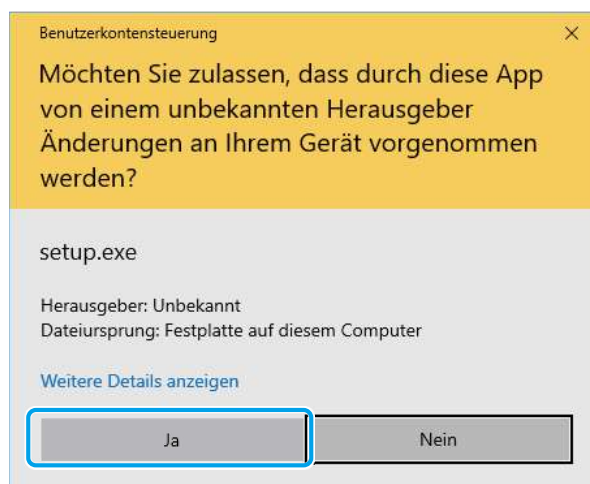 Benutzerkontensteuerung
Möchten Sie zulassen, dass durch diese App
von einem unbekannten Herausgeber
Änderungen an Ihrem Gerät vorgenommen
werden?
setup.exe
Herausgeber: Unbekannt
Dateiursprung: Festplatte auf diesem Computer
Weitere Details anzeigen
Ja
Nein